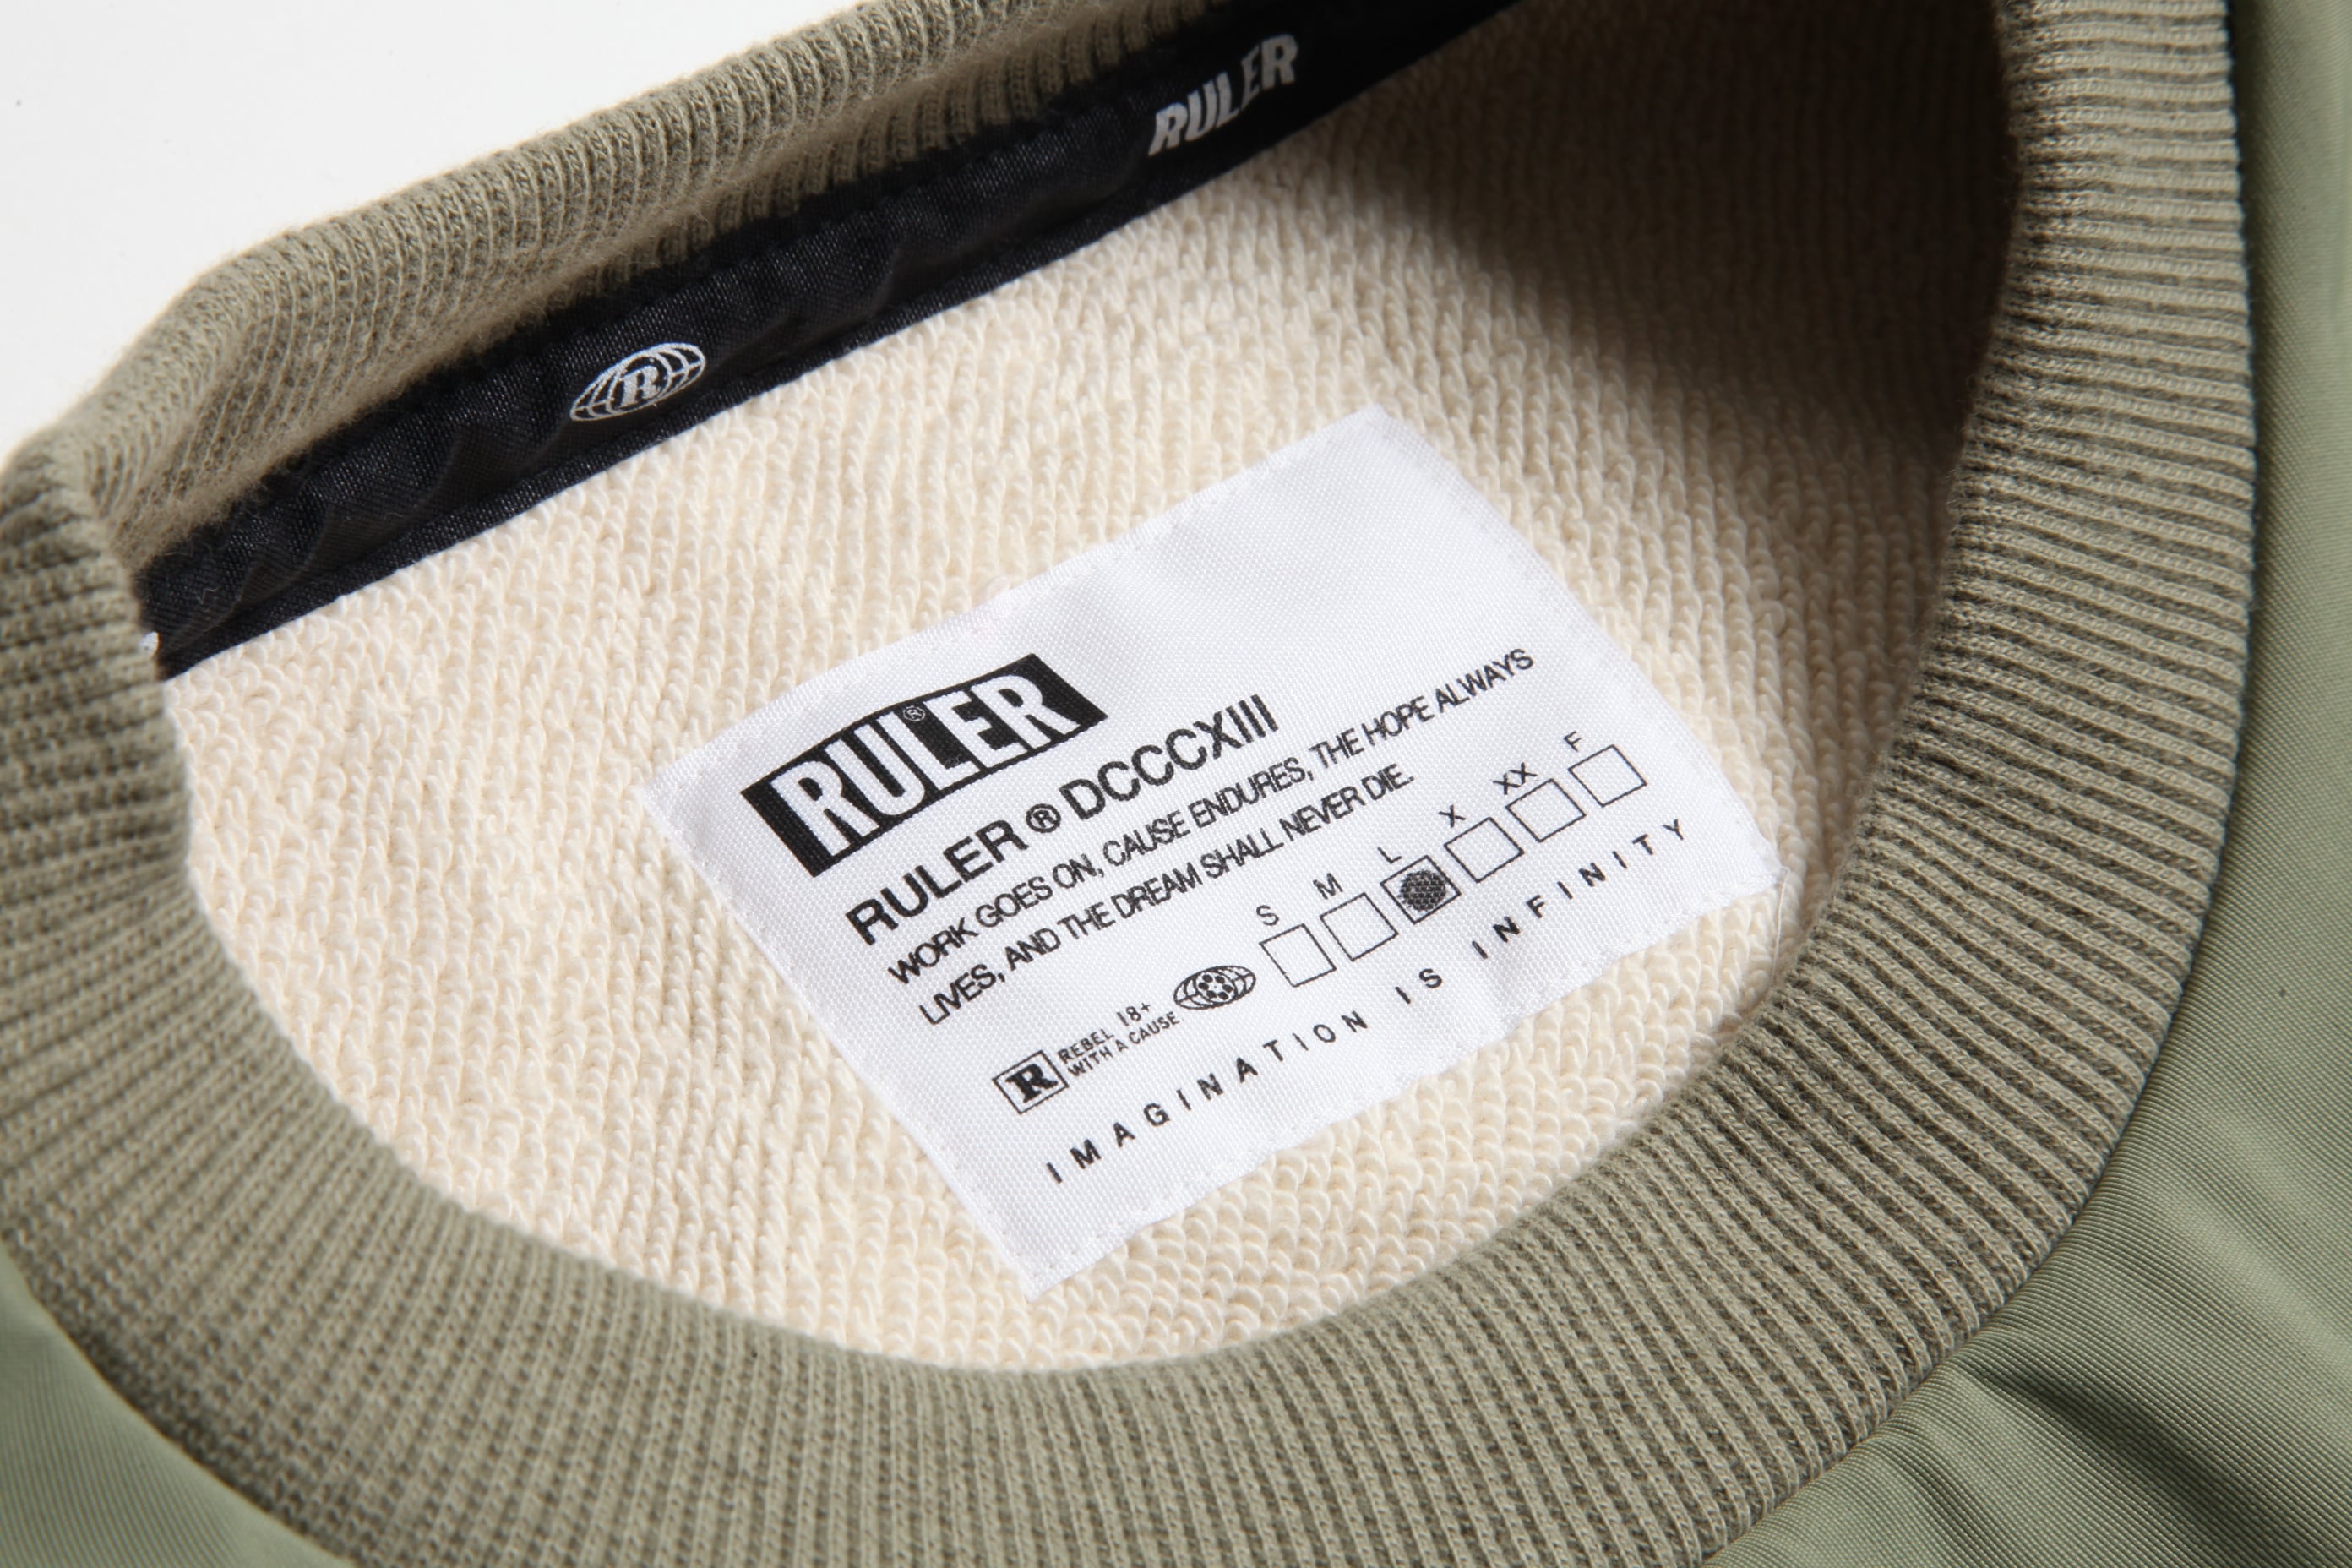 RULER
R
RULER®
RULER ® DCCCXIII
WORK GOES ON, CAUSE ENDURES, THE HOPE ALWAYS
LIVES, AND THE DREAM SHALL NEVER DIE.
R REBEL 18+
WITH A CAUSE
S M L X XX F
IMAGINATION IS INFINITY